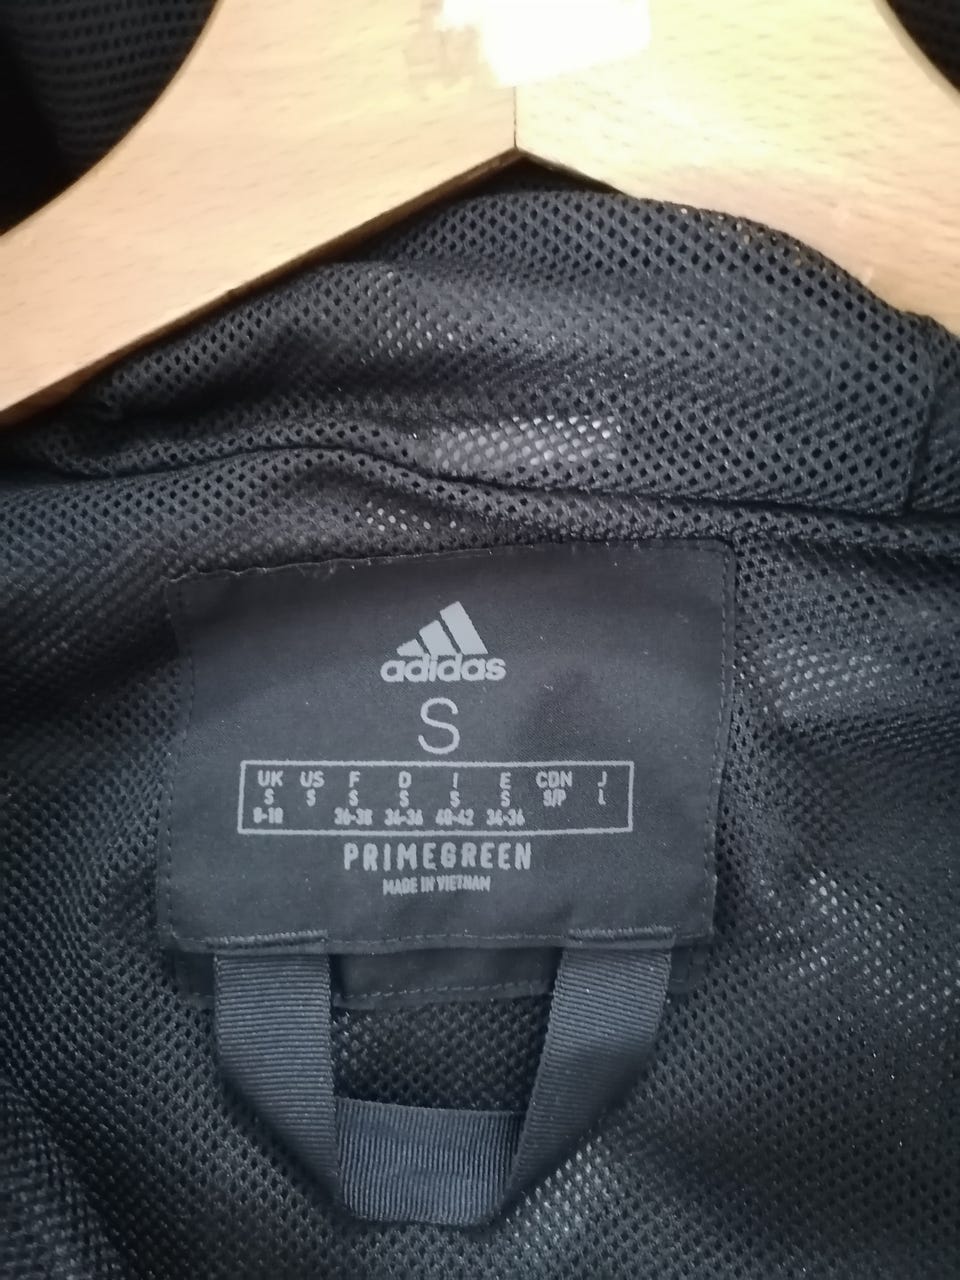 adidas
S
UK US F D I E CDN J
S S S S S S S/P L
8-10 36-38 34-36 40-42 34-36
PRIMEGREEN
MADE IN VIETNAM